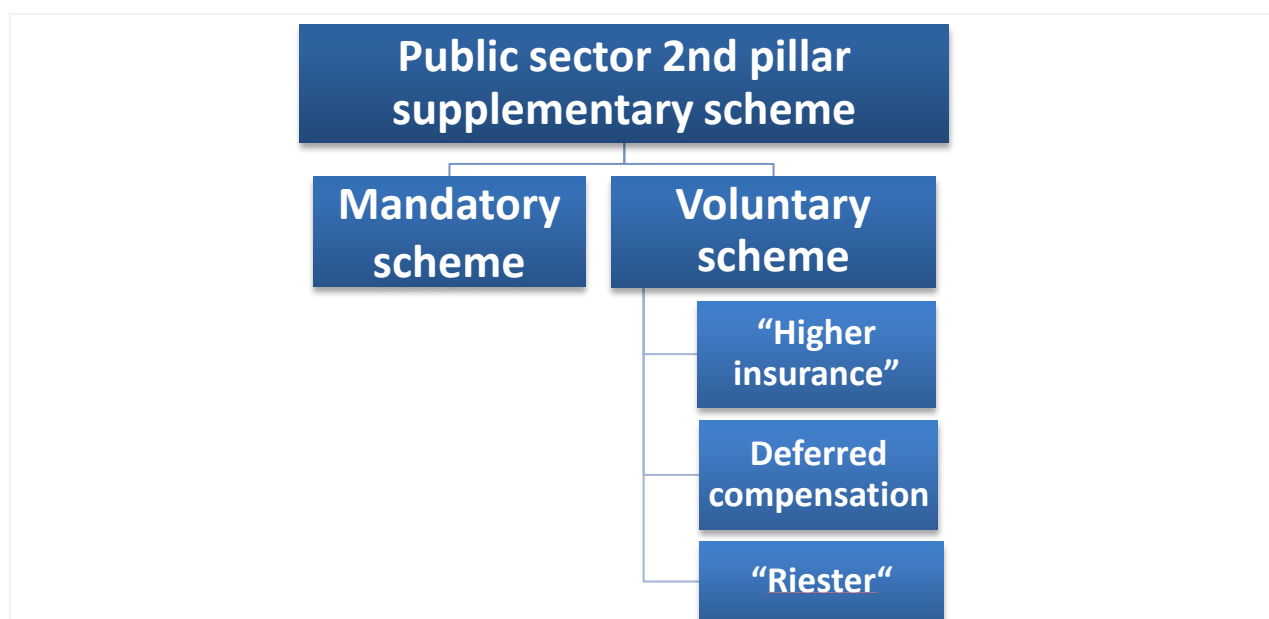 Public sector 2nd pillar
supplementary scheme
Mandatory
scheme
Voluntary
scheme
“Higher
insurance”
Deferred
compensation
“Riester“